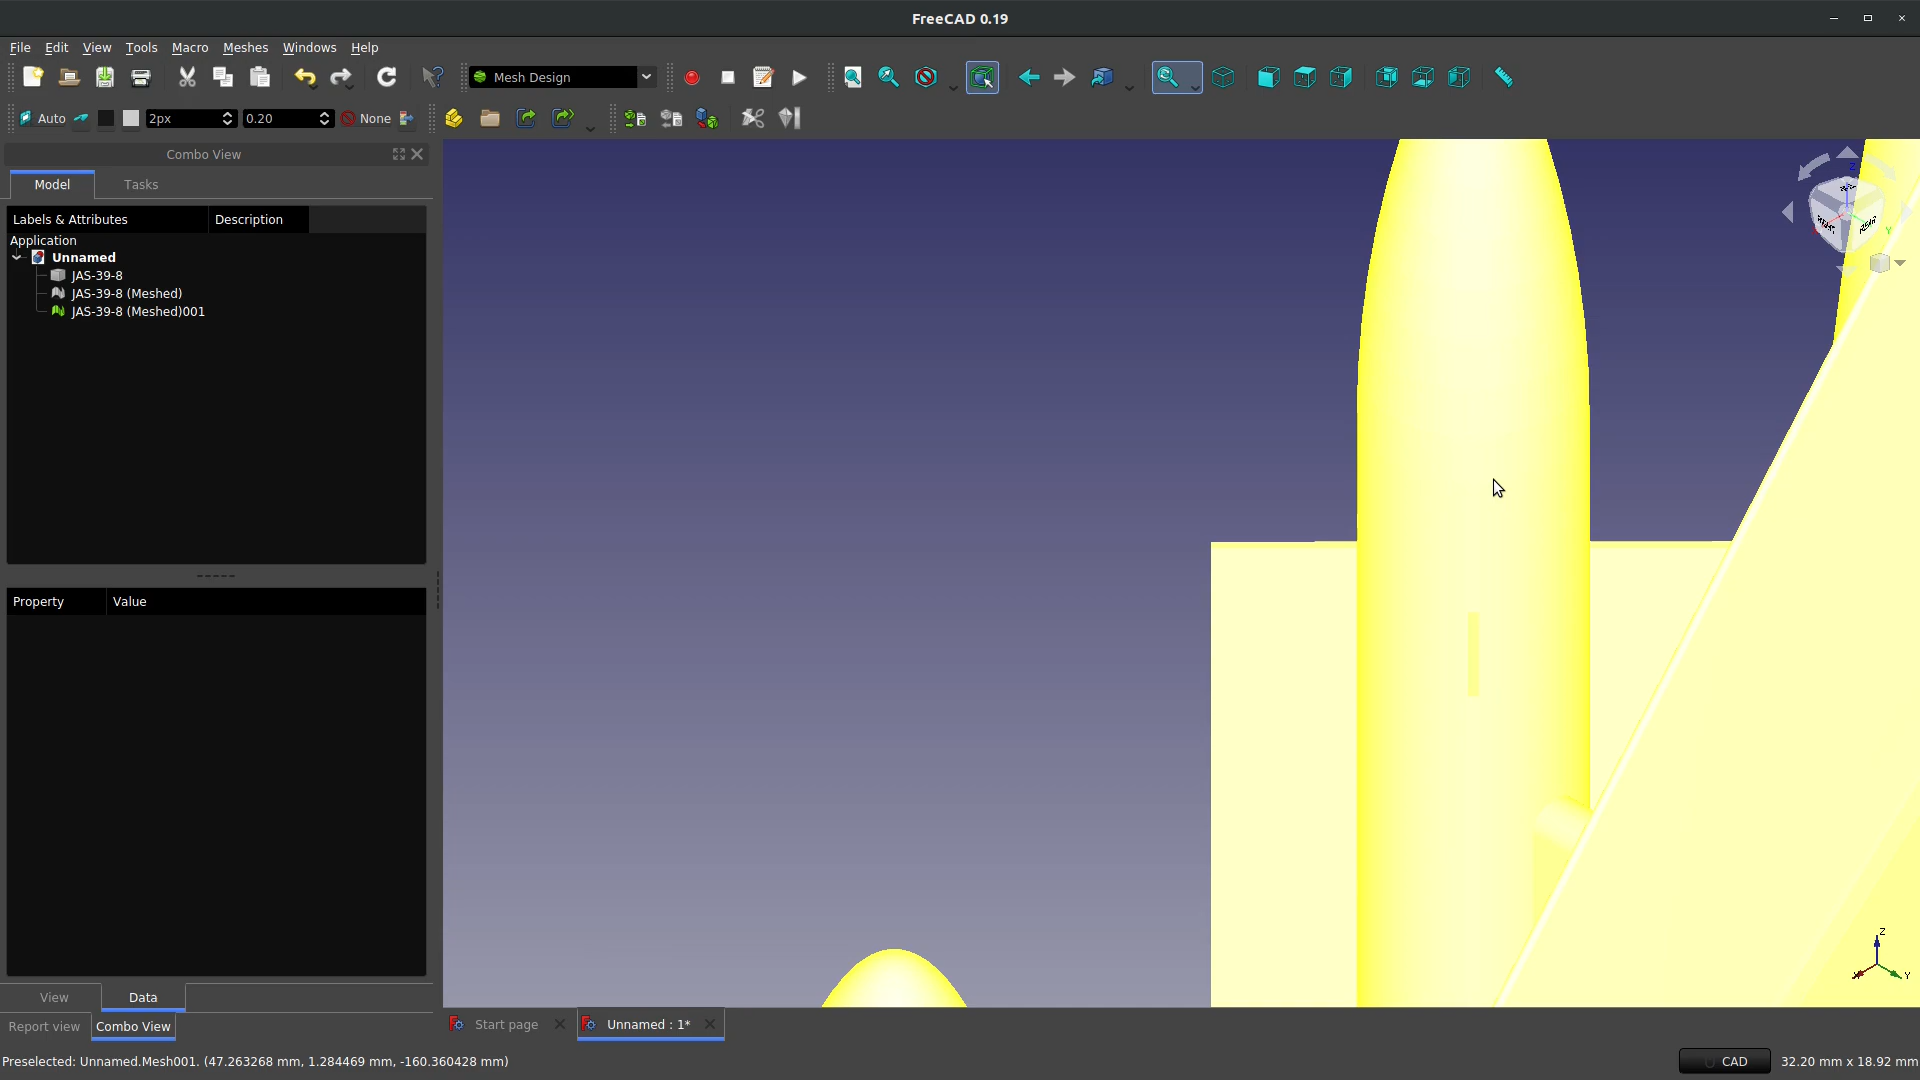 FreeCAD 0.19
File Edit View Tools Macro Meshes Windows Help
Mesh Design
Auto 2px 0.20 None
Combo View
Model Tasks
Labels & Attributes Description
Application
Unnamed
JAS-39-8
JAS-39-8 (Meshed)
JAS-39-8 (Meshed)001
Property Value
View Data
Report view Combo View
Start page Unnamed : 1*
Z
Y
Z
Y
Preselected: Unnamed.Mesh001. (47.263268 mm, 1.284469 mm, -160.360428 mm)
CAD 32.20 mm x 18.92 mm